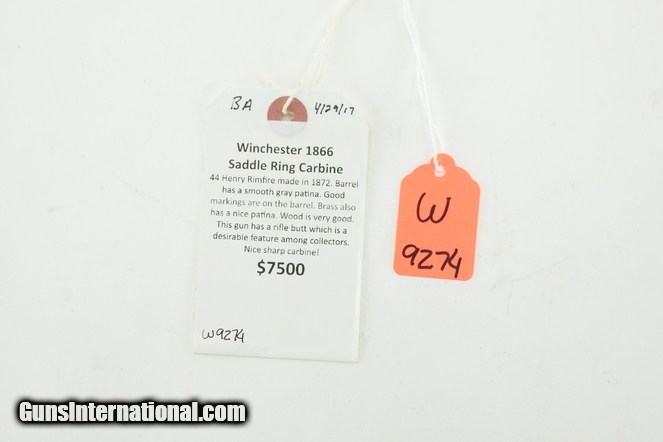 BA 4/29/17
Winchester 1866
Saddle Ring Carbine
44 Henry Rimfire made in 1872. Barrel
has a smooth gray patina. Good
markings are on the barrel. Brass also
has a nice patina. Wood is very good.
This gun has a rifle butt which is a
desirable feature among collectors.
Nice sharp carbine!
$7500
W9274
W
9274
GunsInternational.com